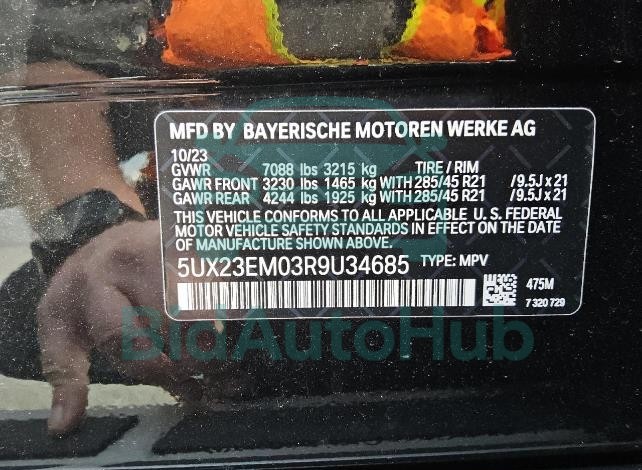 MFD BY BAYERISCHE MOTOREN WERKE AG
10/23
GVWR 7088 lbs 3215 kg TIRE / RIM
GAWR FRONT 3230 lbs 1465 kg WITH 285/45 R21 /9.5J x 21
GAWR REAR 4244 lbs 1925 kg WITH 285/45 R21 /9.5J x 21
THIS VEHICLE CONFORMS TO ALL APPLICABLE U. S. FEDERAL
MOTOR VEHICLE SAFETY STANDARDS IN EFFECT ON THE DATE
OF MANUFACTURE SHOWN ABOVE.
5UX23EM03R9U34685 TYPE: MPV
475M
7 320 729
BidAutoHub